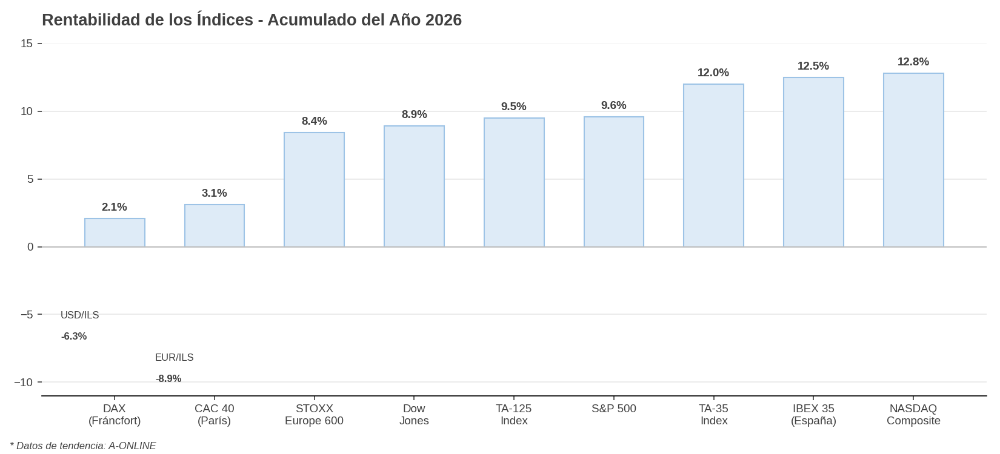 Rentabilidad de los Índices - Acumulado del Año 2026
15
10
5
0
−5
−10
2.1%
3.1%
8.4%
8.9%
9.5%
9.6%
12.0%
12.5%
12.8%
USD/ILS
-6.3%
EUR/ILS
-8.9%
DAX
(Fráncfort)
CAC 40
(París)
STOXX
Europe 600
Dow
Jones
TA-125
Index
S&P 500
TA-35
Index
IBEX 35
(España)
NASDAQ
Composite
* Datos de tendencia: A-ONLINE